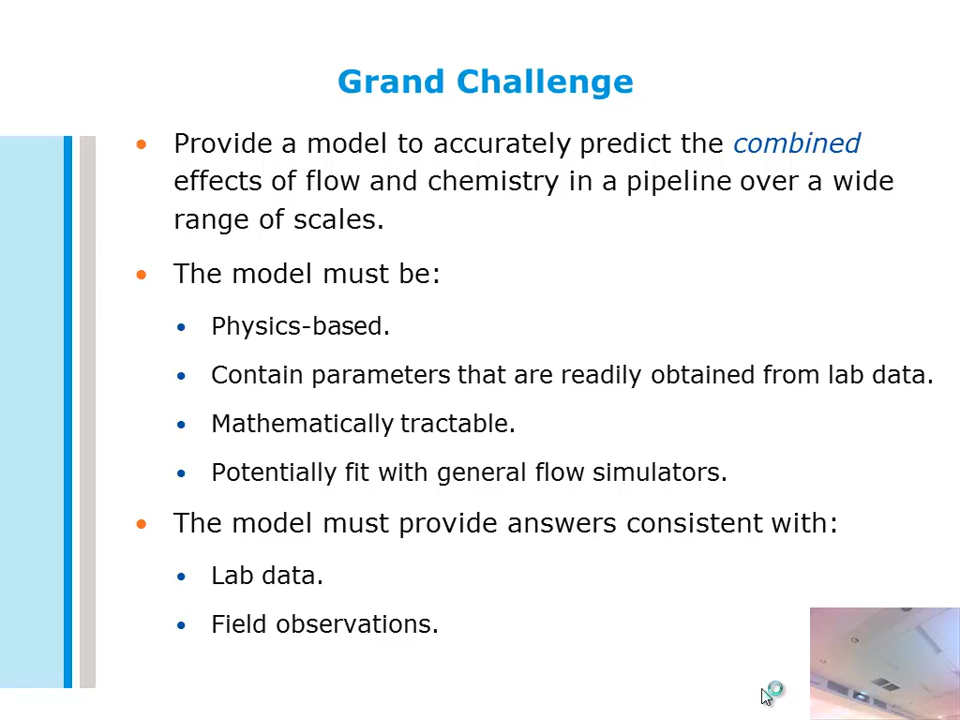 Grand Challenge
Provide a model to accurately predict the combined
effects of flow and chemistry in a pipeline over a wide
range of scales.
The model must be:
Physics-based.
Contain parameters that are readily obtained from lab data.
Mathematically tractable.
Potentially fit with general flow simulators.
The model must provide answers consistent with:
Lab data.
Field observations.